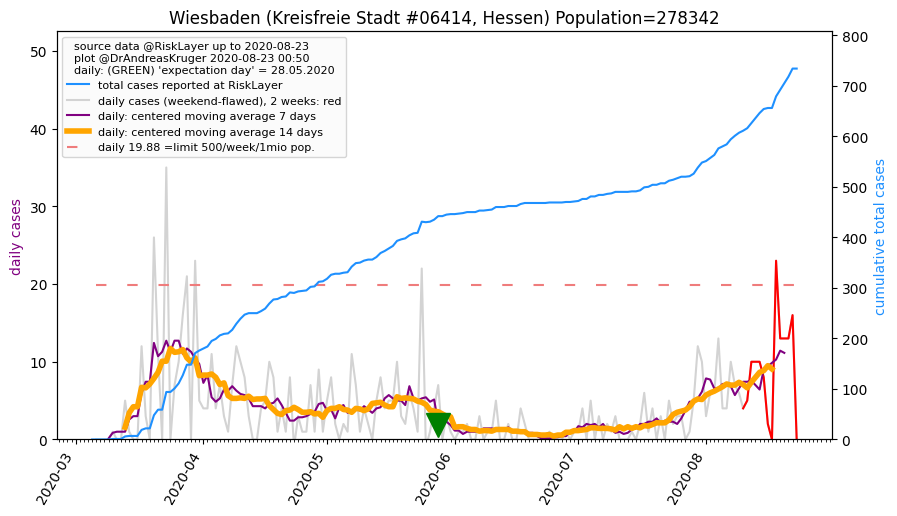 Wiesbaden (Kreisfreie Stadt #06414, Hessen) Population=278342
source data @RiskLayer up to 2020-08-23
plot @DrAndreasKruger 2020-08-23 00:50
daily: (GREEN) 'expectation day' = 28.05.2020
total cases reported at RiskLayer
daily cases (weekend-flawed), 2 weeks: red
daily: centered moving average 7 days
daily: centered moving average 14 days
daily 19.88 =limit 500/week/1mio pop.
daily cases
50
40
30
20
10
0
cumulative total cases
800
700
600
500
400
300
200
100
0
2020-03
2020-04
2020-05
2020-06
2020-07
2020-08